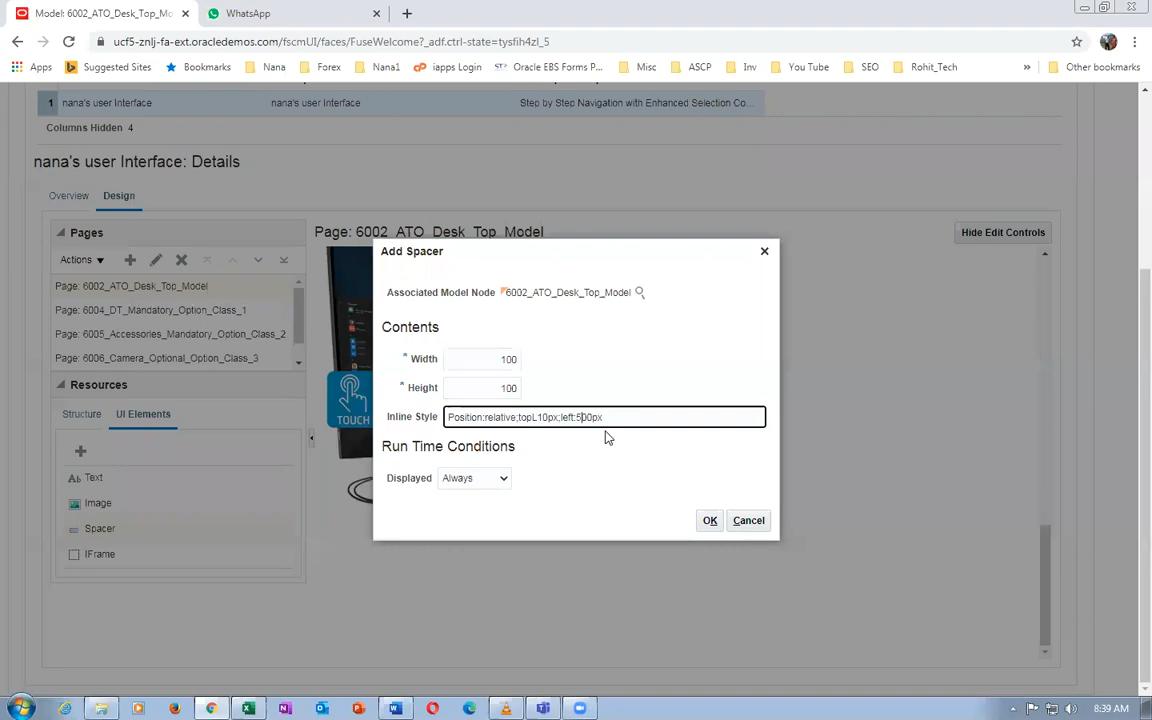 Model: 6002_ATO_Desk_Top_Mo
WhatsApp
ucf5-znlj-fa-ext.oracledemos.com/fscmUI/faces/FuseWelcome?_adf.ctrl-state=tysfih4zl_5
Apps
Suggested Sites
Bookmarks
Nana
Forex
Nana1
iapps Login
Oracle EBS Forms P...
Misc
ASCP
Inv
You Tube
SEO
Rohit_Tech
»
Other bookmarks
1 nana's user Interface nana's user Interface Step by Step Navigation with Enhanced Selection Co...
Columns Hidden 4
nana's user Interface: Details
Overview Design
Pages
Page: 6002_ATO_Desk_Top_Model
Hide Edit Controls
Actions
Page: 6002_ATO_Desk_Top_Model
Page: 6004_DT_Mandatory_Option_Class_1
Page: 6005_Accessories_Mandatory_Option_Class_2
Page: 6006_Camera_Optional_Option_Class_3
Resources
Structure UI Elements
Text
Image
Spacer
IFrame
TOUCH
Add Spacer
Associated Model Node 6002_ATO_Desk_Top_Model
Contents
* Width 100
* Height 100
Inline Style Position:relative;topL10px;left:500px
Run Time Conditions
Displayed Always
OK Cancel
8:39 AM